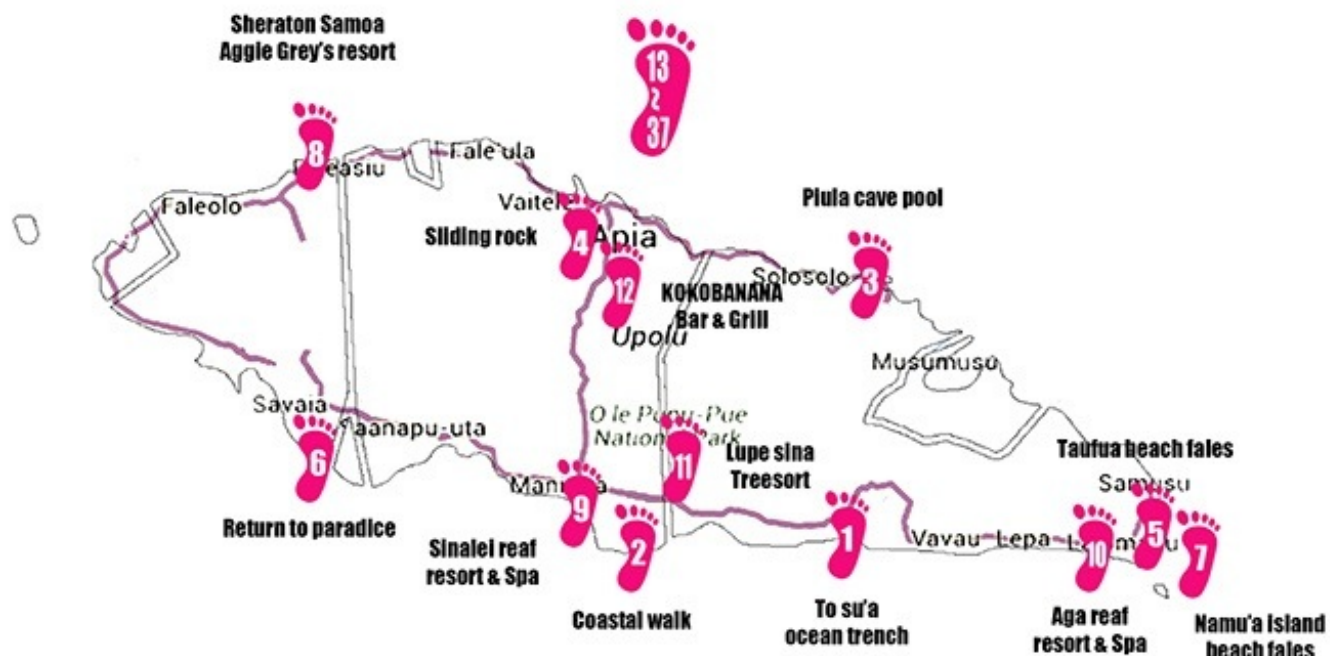 Sheraton Samoa
Aggie Grey's resort
13
~
37
8
Fale'ula
Faleolo
Vaitele
Piula cave pool
Sliding rock
4
Apia
Solosolo
3
12
KOKOBANANA
Bar & Grill
Upolu
Musumusu
Savaia
O le Pupu-Pue
National Park
aanapu-uta
6
11
Lupe sina
Treesort
Taufua beach fales
Samusu
9
Return to paradice
Sinalei reaf
resort & Spa
2
1
Vavau
Lepa
10
5
7
Coastal walk
To su'a
ocean trench
Aga reaf
resort & Spa
Namu'a island
beach fales